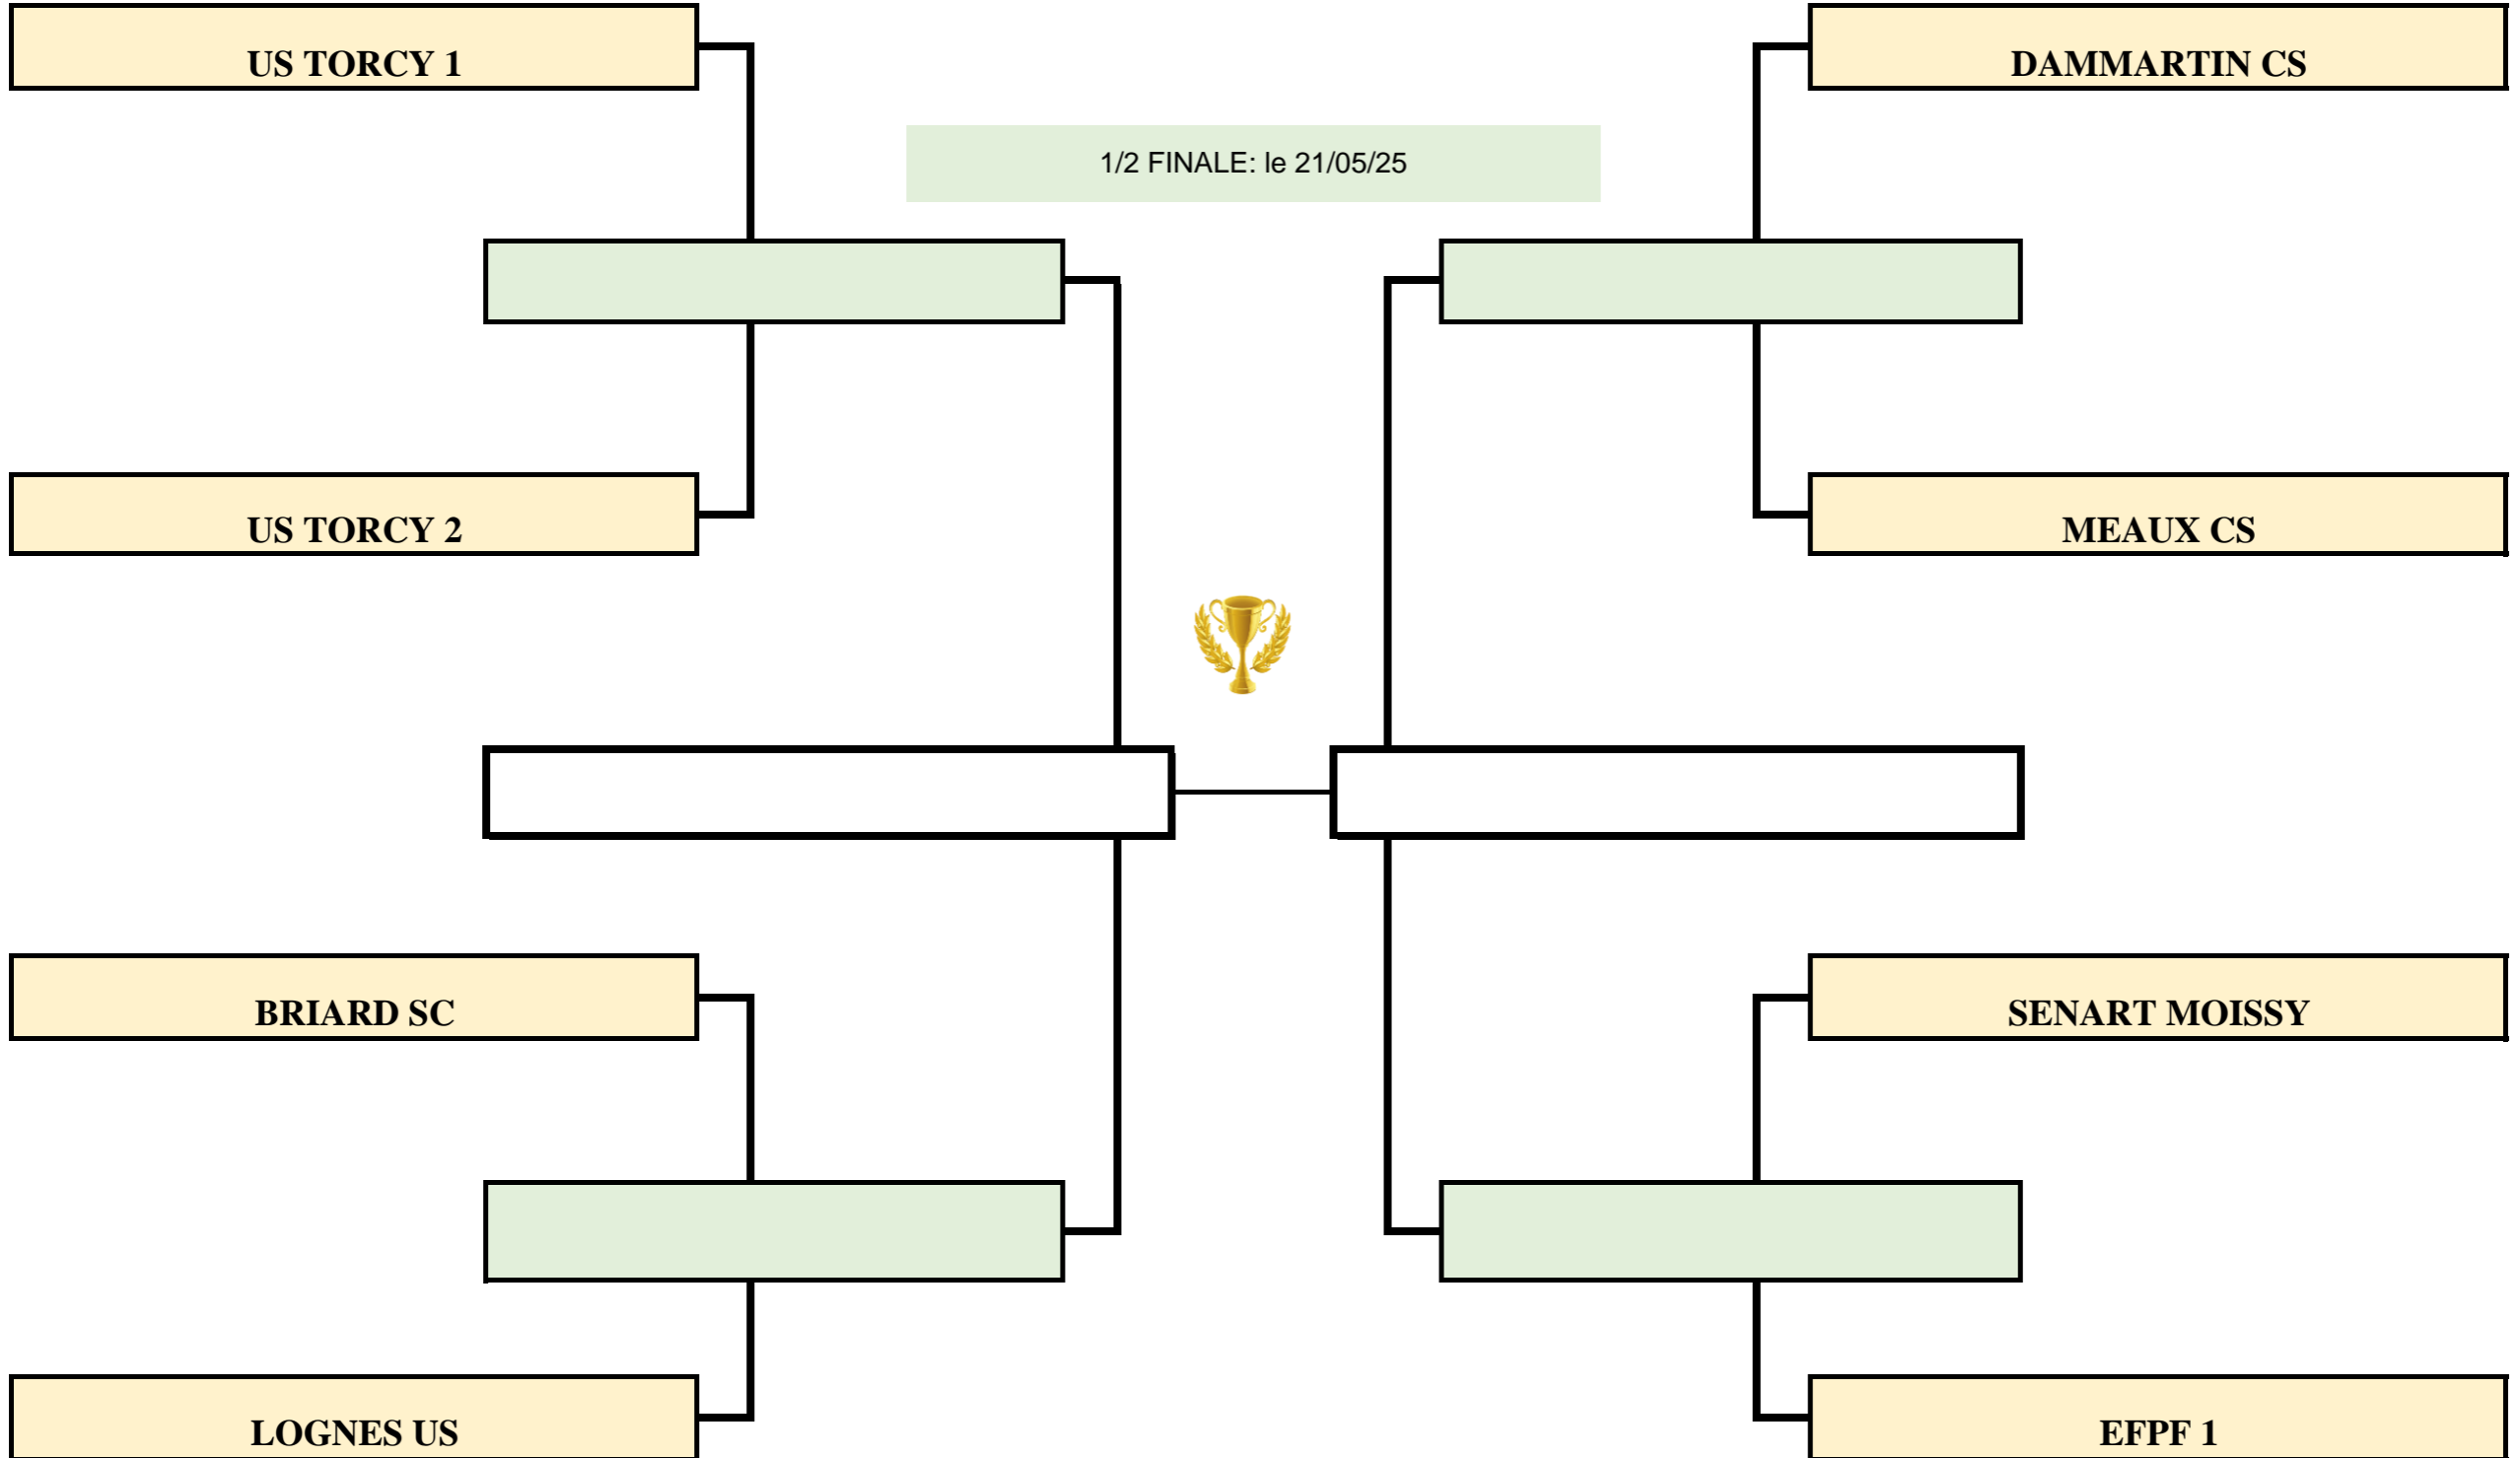 US TORCY 1
DAMMARTIN CS
1/2 FINALE: le 21/05/25
US TORCY 2
MEAUX CS
BRIARD SC
SENART MOISSY
LOGNES US
EFPF 1